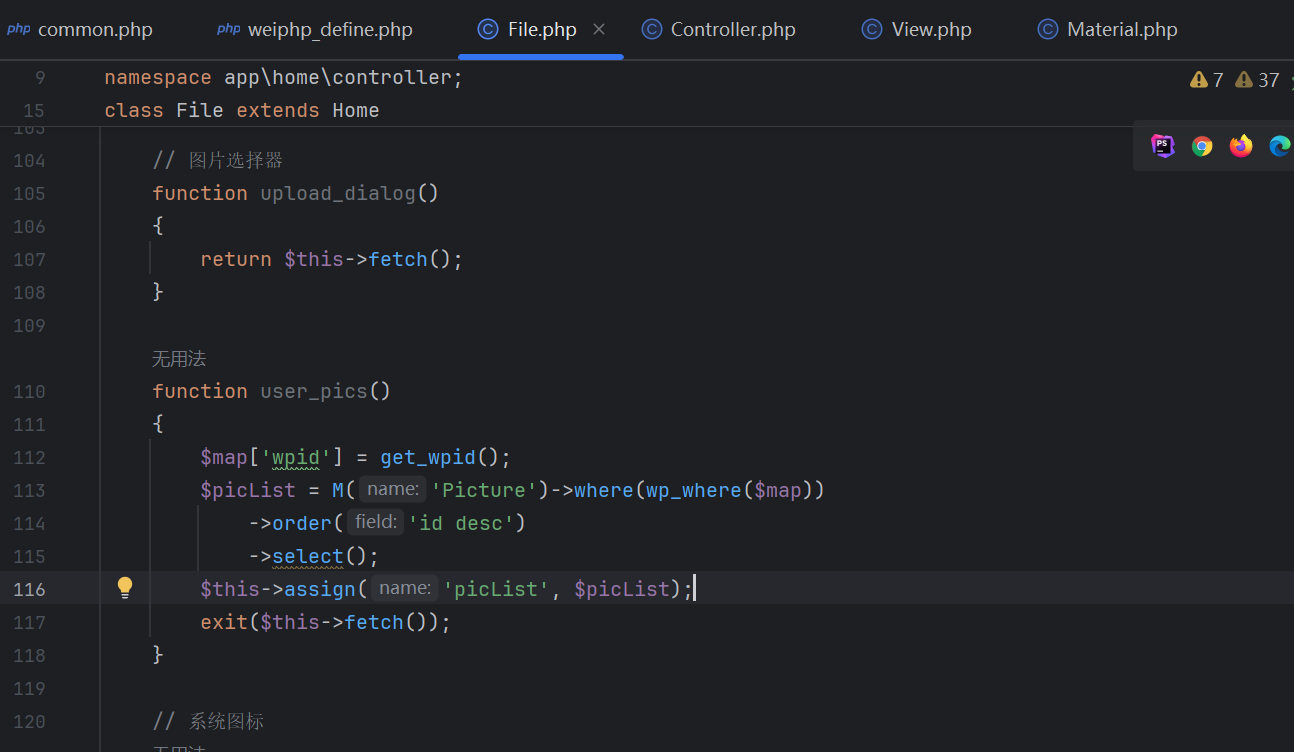 php common.php php weiphp_define.php C File.php × C Controller.php C View.php C Material.php
9 namespace app\home\controller; 7 37
15 class File extends Home
103
104 // 图片选择器
105 function upload_dialog()
106 {
107 return $this->fetch();
108 }
109
无用法
110 function user_pics()
111 {
112 $map['wpid'] = get_wpid();
113 $picList = M( name: 'Picture')->where(wp_where($map))
114 ->order( field: 'id desc')
115 ->select();
116 $this->assign( name: 'picList', $picList);
117 exit($this->fetch());
118 }
119
120 // 系统图标
无用法